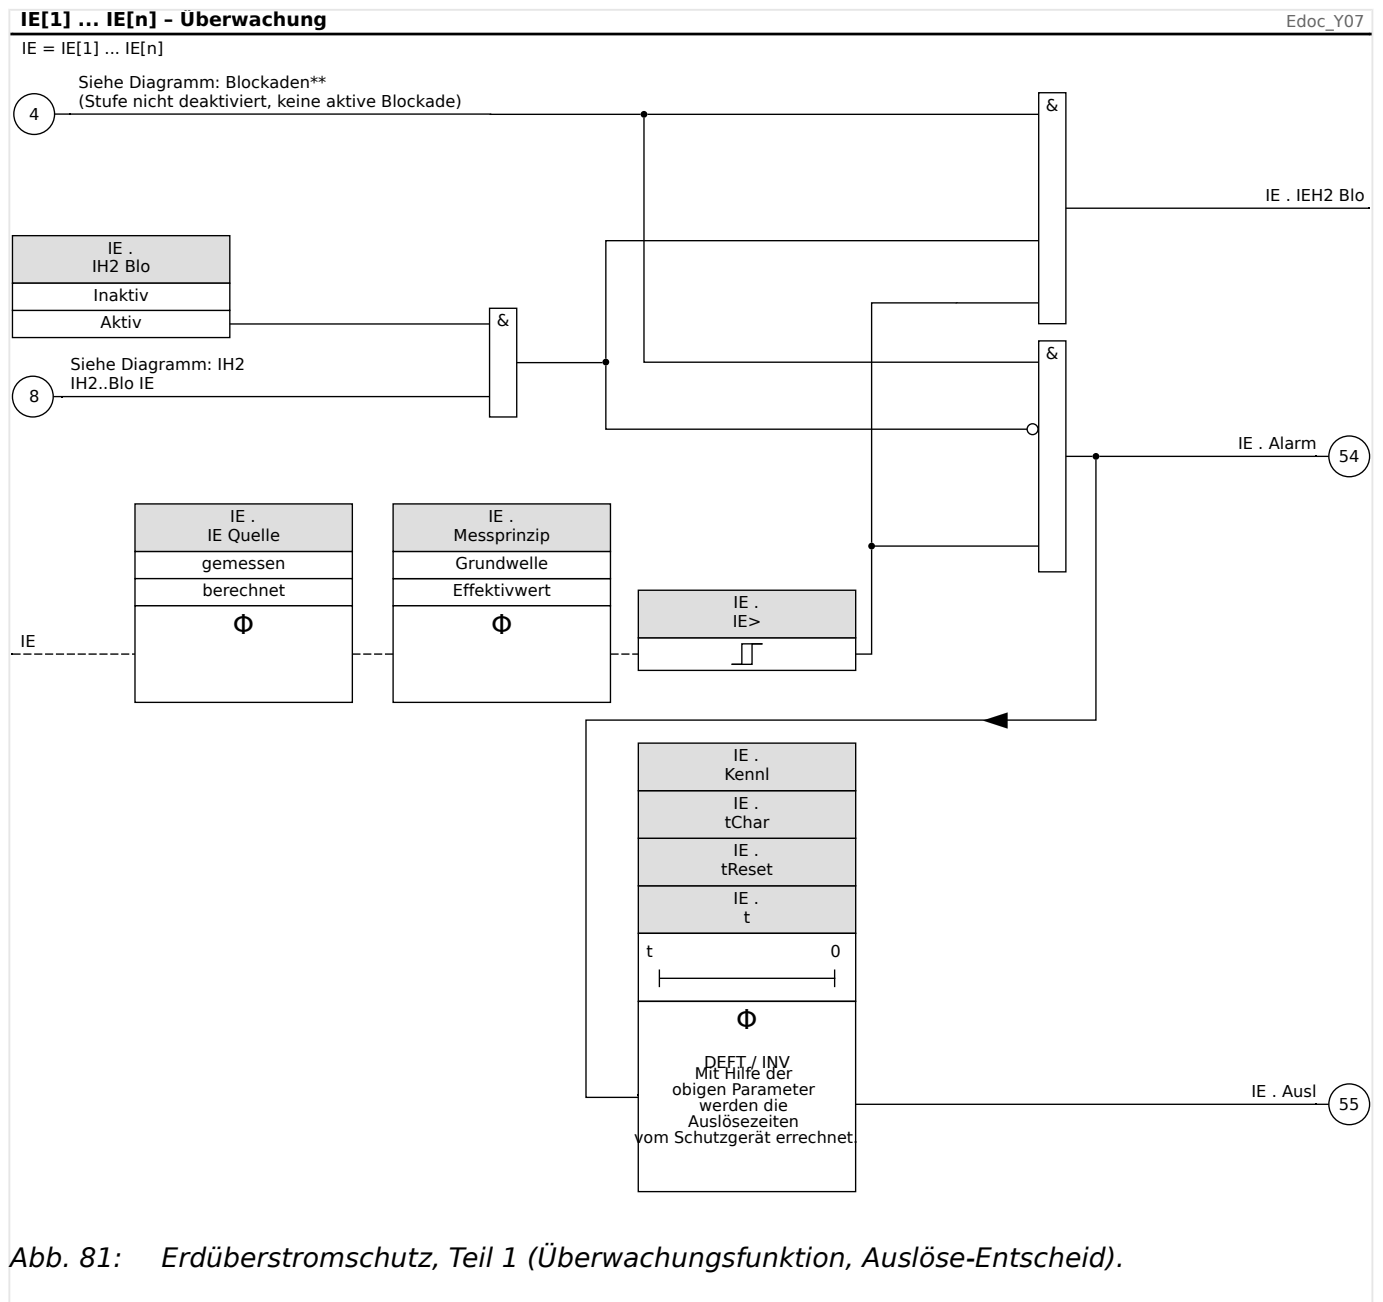 IE[1] ... IE[n] – Überwachung
Edoc_Y07
IE = IE[1] ... IE[n]
Siehe Diagramm: Blockaden**
(Stufe nicht deaktiviert, keine aktive Blockade)
4
&
IE . IEH2 Blo
IE .
IH2 Blo
Inaktiv
Aktiv
&
Siehe Diagramm: IH2
IH2..Blo IE
8
&
IE . Alarm
54
IE .
IE Quelle
gemessen
berechnet
Φ
IE .
Messprinzip
Grundwelle
Effektivwert
Φ
IE .
IE>
IE
IE .
Kennl
IE .
tChar
IE .
tReset
IE .
t
t
0
Φ
DEFT / INV
Mit Hilfe der
obigen Parameter
werden die
Auslösezeiten
vom Schutzgerät errechnet.
IE . Ausl
55
Abb. 81: Erdüberstromschutz, Teil 1 (Überwachungsfunktion, Auslöse-Entscheid).